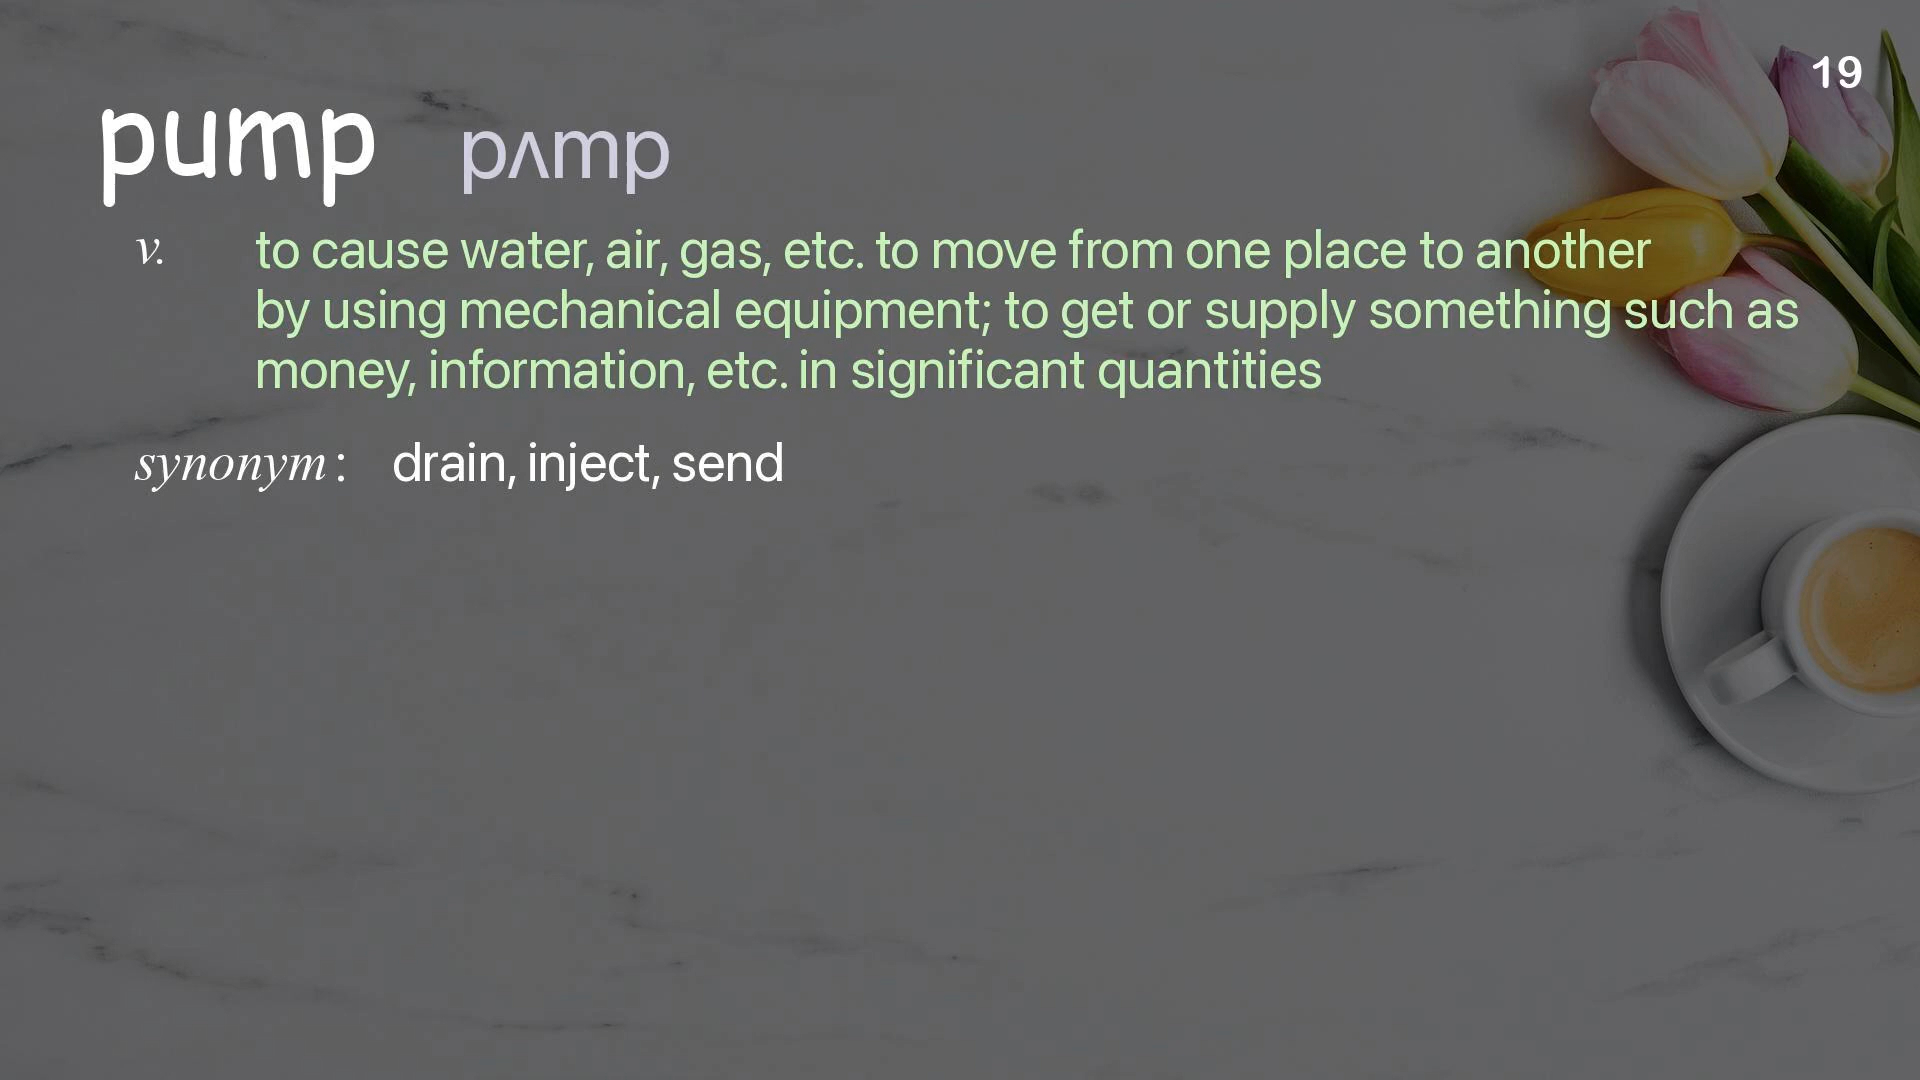 19
pump pʌmp
v. to cause water, air, gas, etc. to move from one place to another
by using mechanical equipment; to get or supply something such as
money, information, etc. in significant quantities
synonym : drain, inject, send